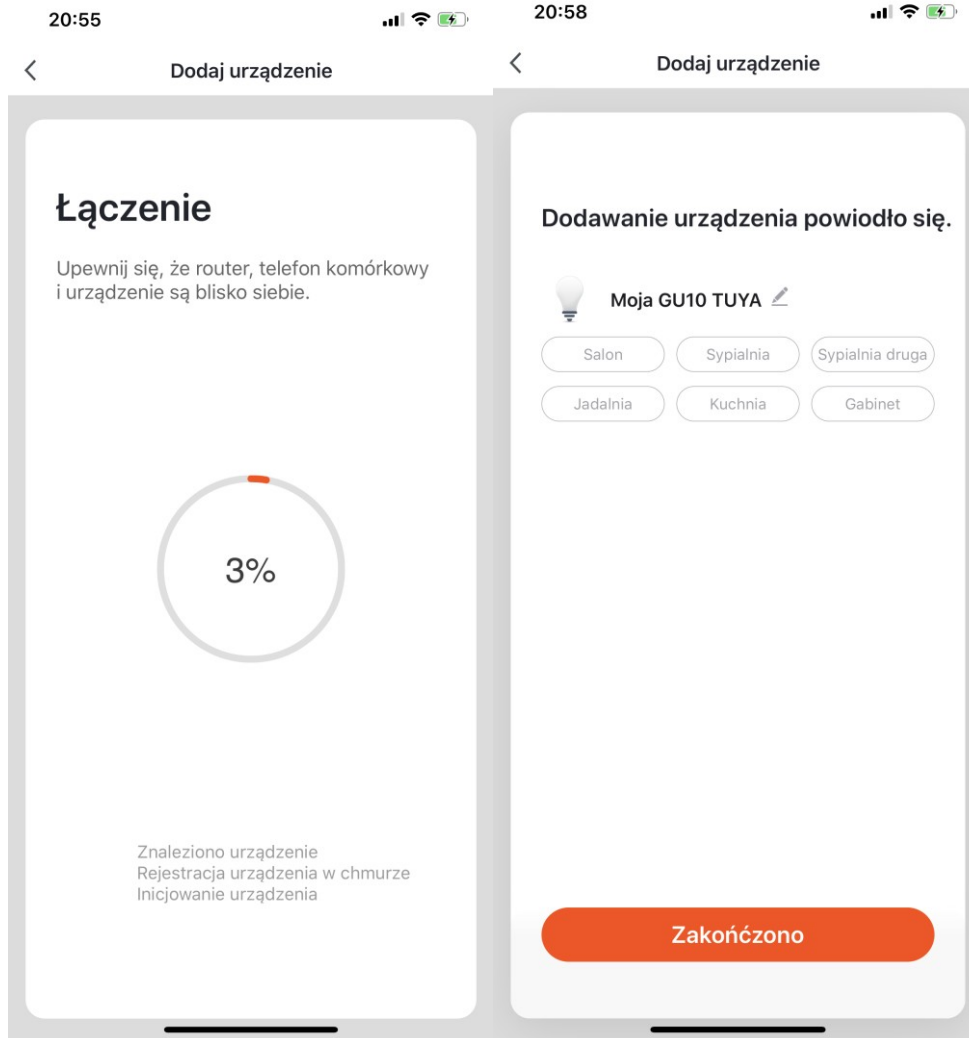 20:55
Dodaj urządzenie
Łączenie
Upewnij się, że router, telefon komórkowy
i urządzenie są blisko siebie.
3%
Znaleziono urządzenie
Rejestracja urządzenia w chmurze
Inicjowanie urządzenia
20:58
Dodaj urządzenie
Dodawanie urządzenia powiodło się.
Moja GU10 TUYA
Salon Sypialnia Sypialnia druga
Jadalnia Kuchnia Gabinet
Zakońćzono